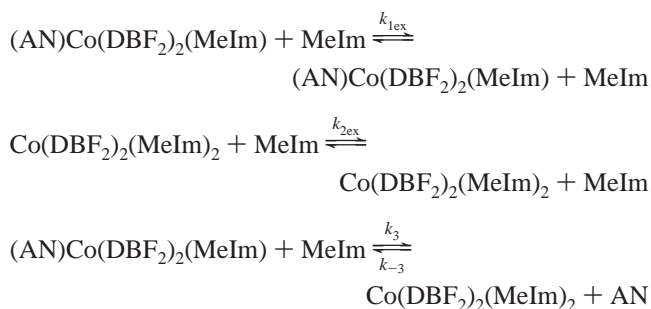 (AN)Co(DBF₂)₂(MeIm) + MeIm ⇌ k₁ₑₓ
(AN)Co(DBF₂)₂(MeIm) + MeIm
Co(DBF₂)₂(MeIm)₂ + MeIm ⇌ k₂ₑₓ
Co(DBF₂)₂(MeIm)₂ + MeIm
(AN)Co(DBF₂)₂(MeIm) + MeIm ⇌ k₃ k₋₃
Co(DBF₂)₂(MeIm)₂ + AN